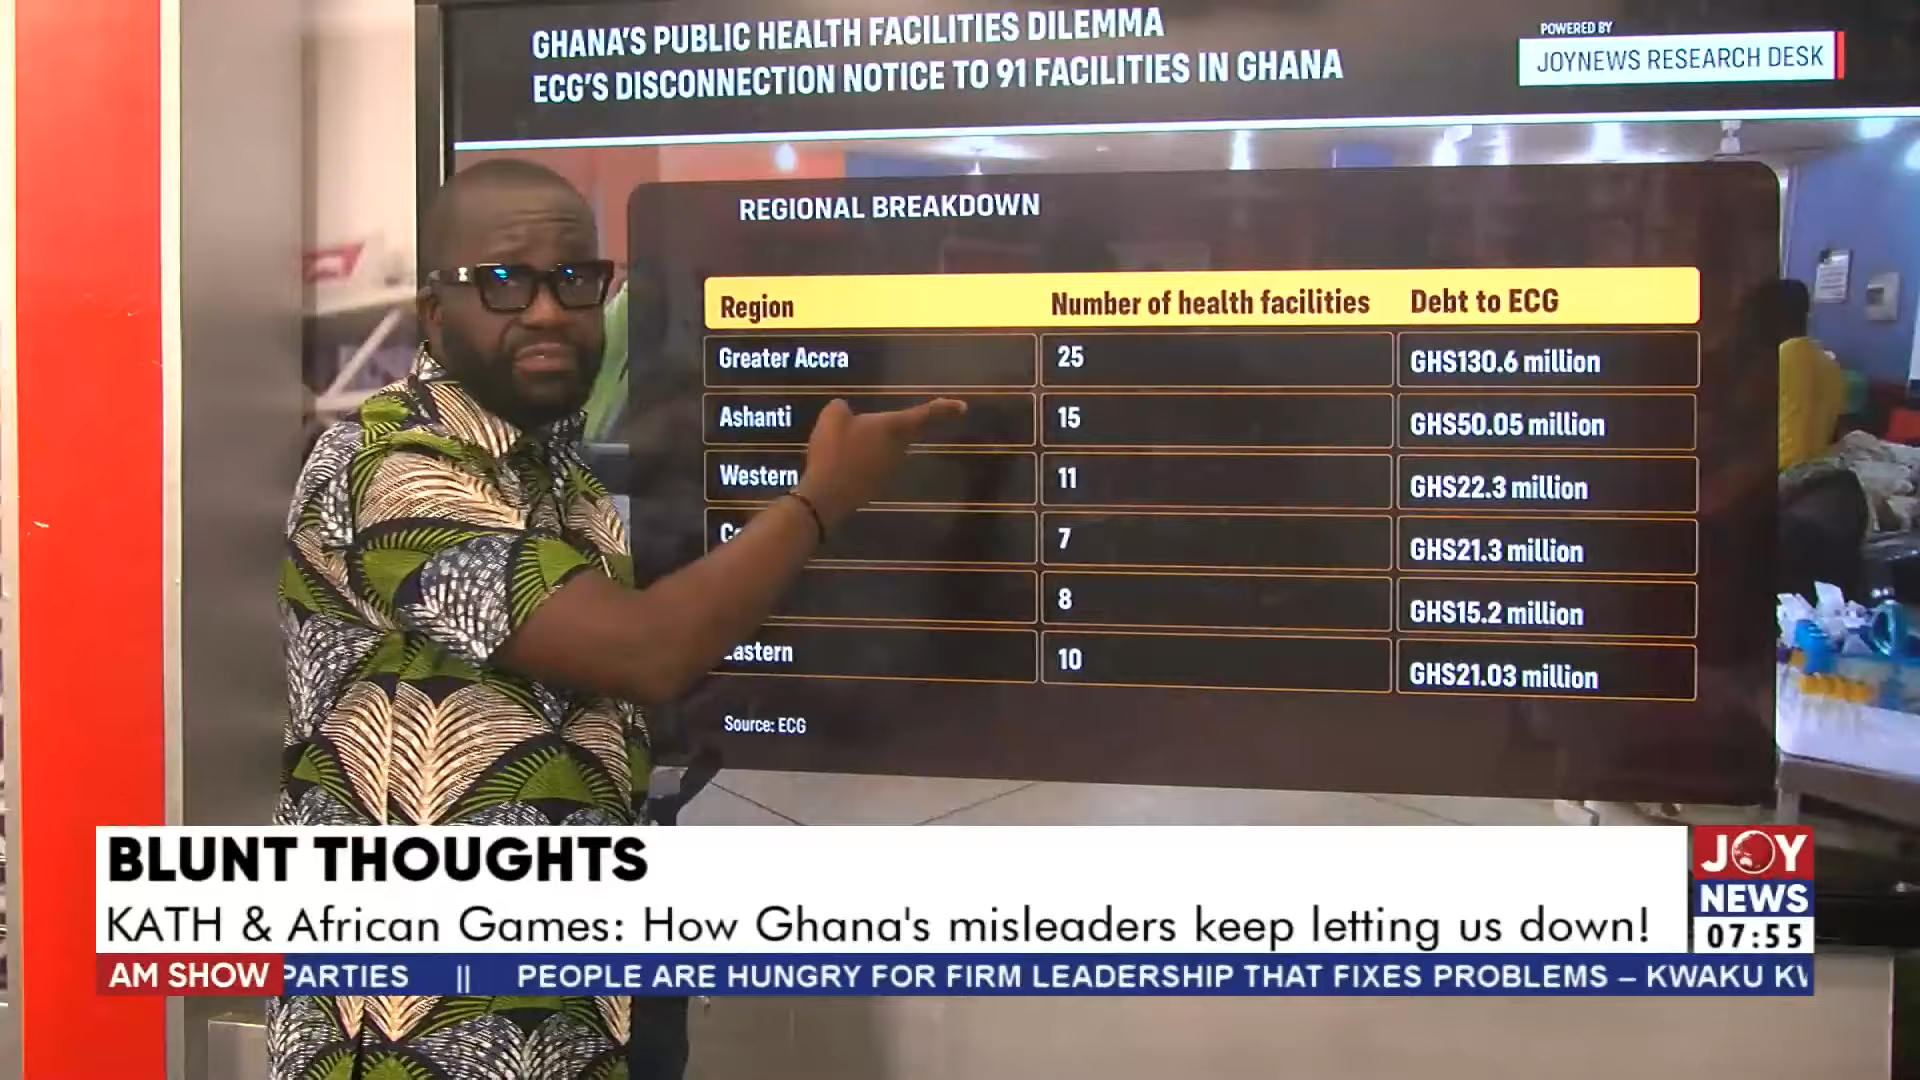 GHANA'S PUBLIC HEALTH FACILITIES DILEMMA
ECG'S DISCONNECTION NOTICE TO 91 FACILITIES IN GHANA
POWERED BY
JOYNEWS RESEARCH DESK
REGIONAL BREAKDOWN
Region Number of health facilities Debt to ECG
Greater Accra 25 GHS130.6 million
Ashanti 15 GHS50.05 million
Western 11 GHS22.3 million
7 GHS21.3 million
8 GHS15.2 million
Eastern 10 GHS21.03 million
Source: ECG
BLUNT THOUGHTS
KATH & African Games: How Ghana's misleaders keep letting us down!
JOY
NEWS
07:55
AM SHOW PARTIES || PEOPLE ARE HUNGRY FOR FIRM LEADERSHIP THAT FIXES PROBLEMS – KWAKU